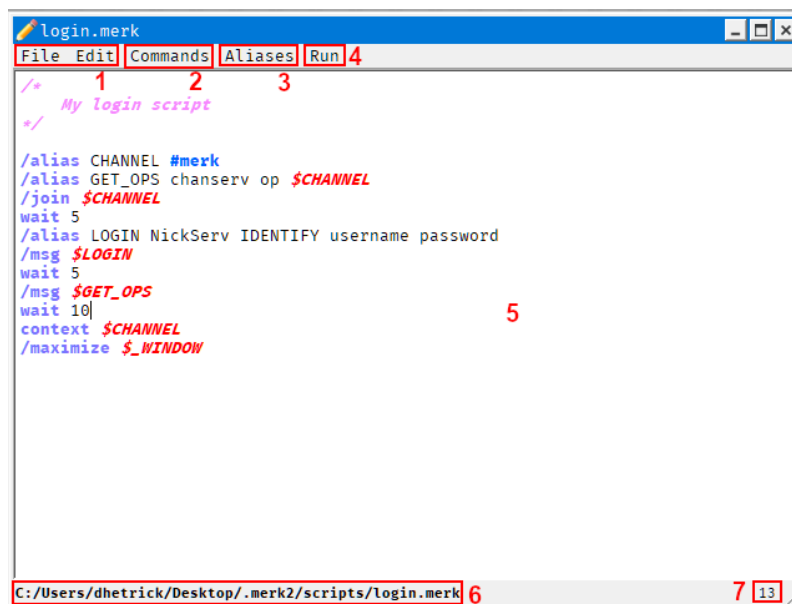 login.merk
File Edit Commands Aliases Run 4
1 2 3
/*
My login script
*/
/alias CHANNEL #merk
/alias GET_OPS chanserv op $CHANNEL
/join $CHANNEL
wait 5
/alias LOGIN NickServ IDENTIFY username password
/msg $LOGIN
wait 5
/msg $GET_OPS
wait 10
5
context $CHANNEL
/maximize $_WINDOW
C:/Users/dhetrick/Desktop/.merk2/scripts/login.merk 6 7 13